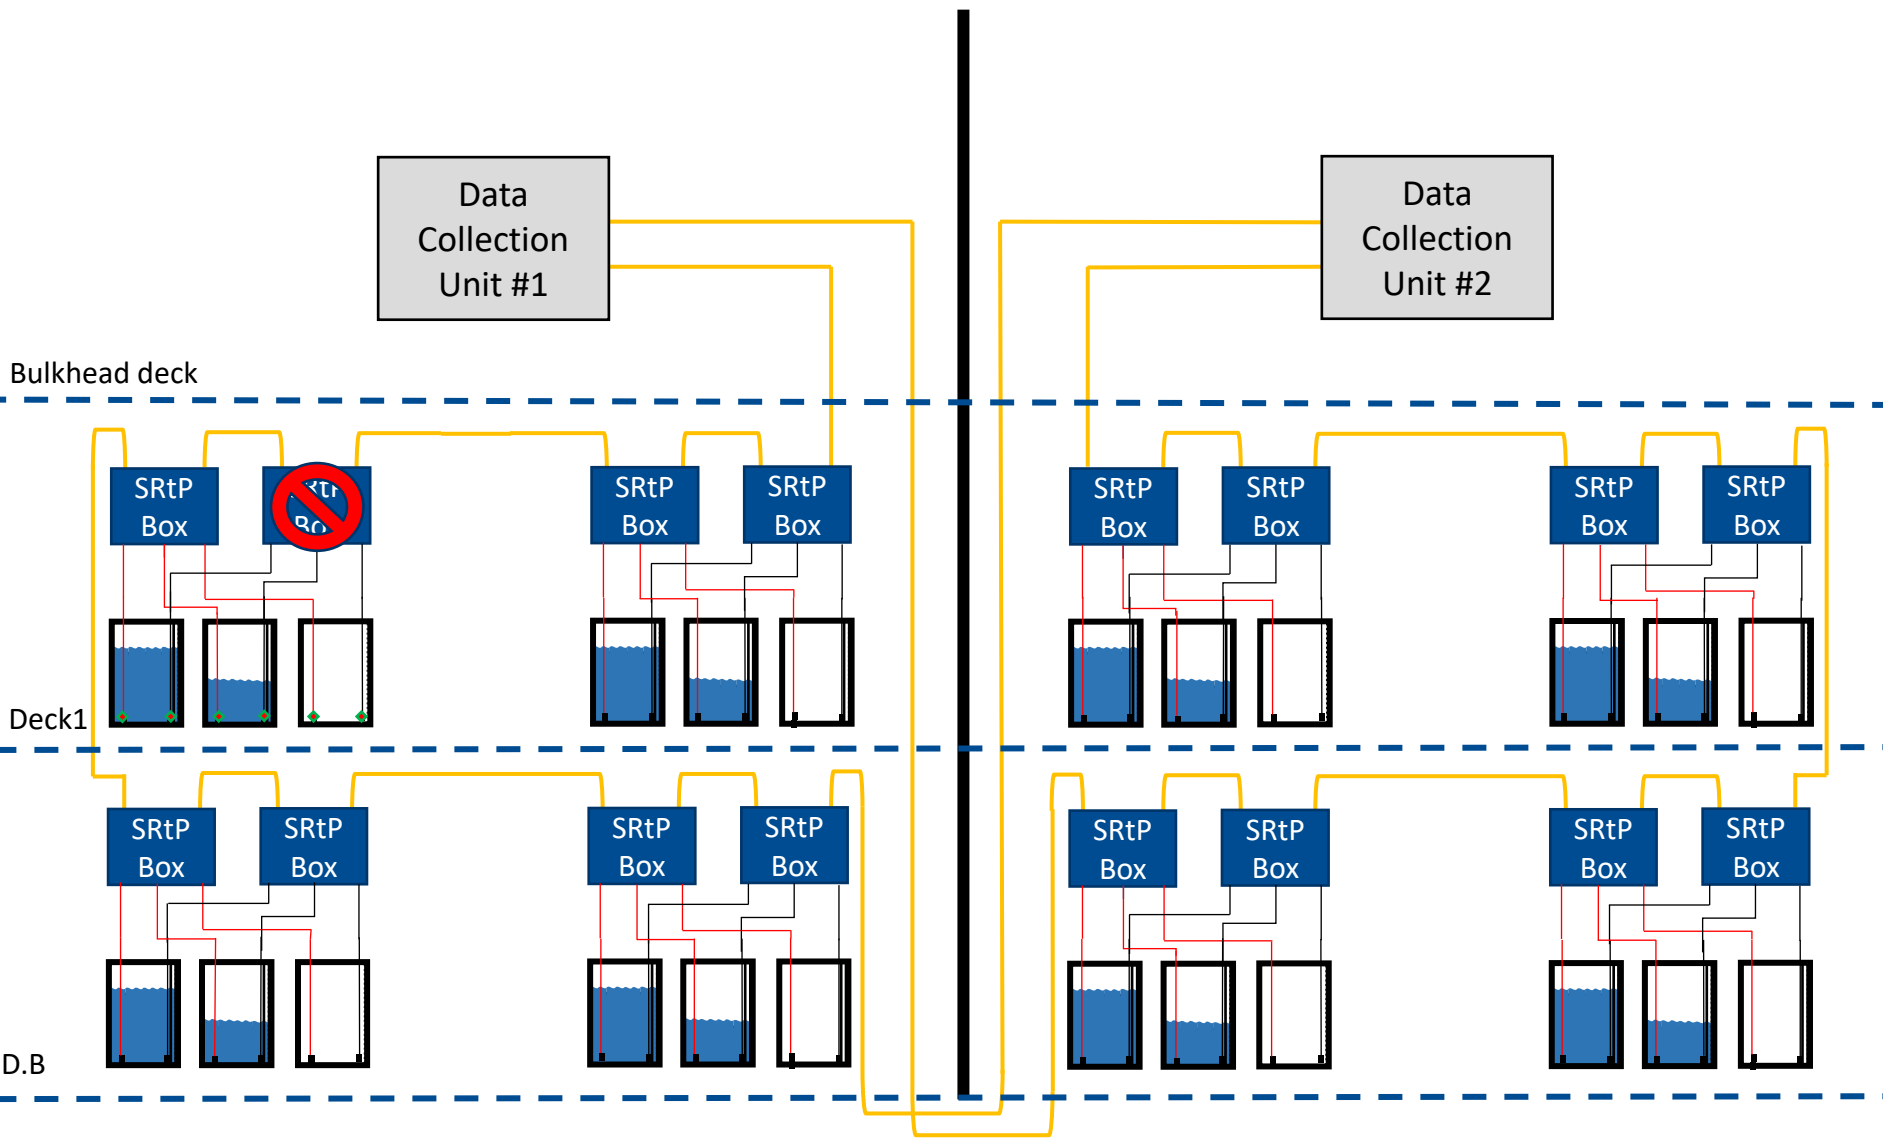 Data
Collection
Unit #1
Data
Collection
Unit #2
Bulkhead deck
SRtP
Box
SRtP
Box
SRtP
Box
SRtP
Box
SRtP
Box
SRtP
Box
SRtP
Box
Deck1
SRtP
Box
SRtP
Box
SRtP
Box
SRtP
Box
SRtP
Box
SRtP
Box
SRtP
Box
SRtP
Box
D.B